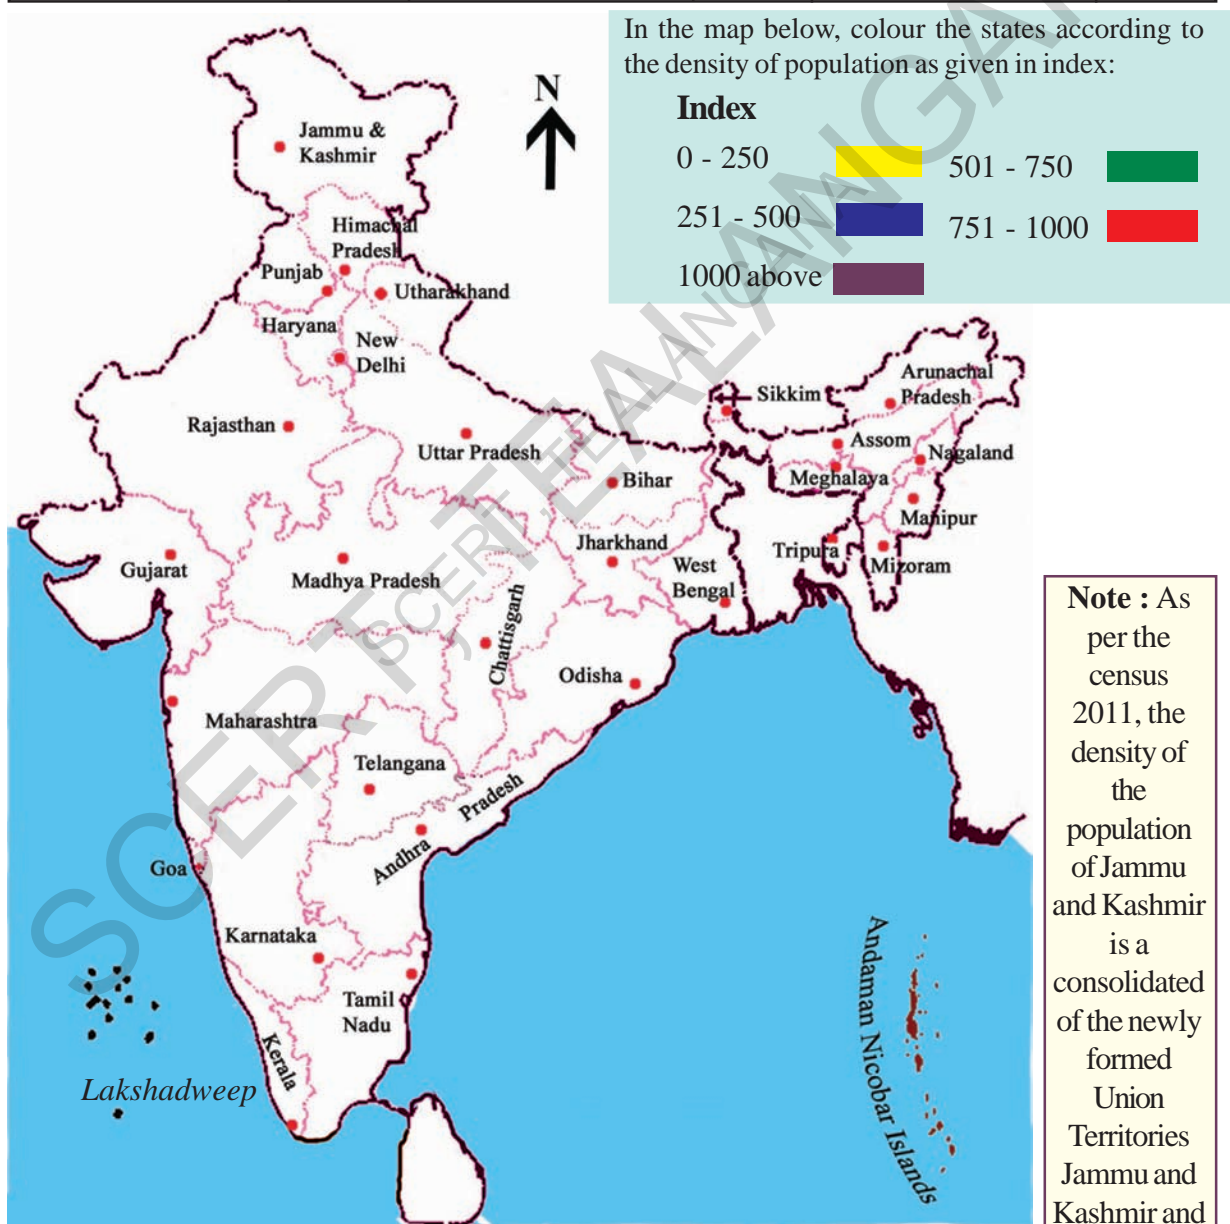 In the map below, colour the states according to
the density of population as given in index:
Index
0 - 250
501 - 750
251 - 500
751 - 1000
1000 above
N
Jammu &
Kashmir
Himachal
Pradesh
Punjab
Utharakhand
Haryana
New
Delhi
Rajasthan
Uttar Pradesh
Sikkim
Arunachal
Pradesh
Assom
Nagaland
Meghalaya
Manipur
Bihar
Jharkhand
Tripura
Mizoram
West
Bengal
Gujarat
Madhya Pradesh
Chattisgarh
Odisha
Maharashtra
Telangana
Andhra Pradesh
Goa
Karnataka
Tamil
Nadu
Kerala
Lakshadweep
Andaman Nicobar Islands
Note : As
per the
census
2011, the
density of
the
population
of Jammu
and Kashmir
is a
consolidated
of the newly
formed
Union
Territories
Jammu and
Kashmir and
SCERT, TELANGANA
SCERT, TELANGANA